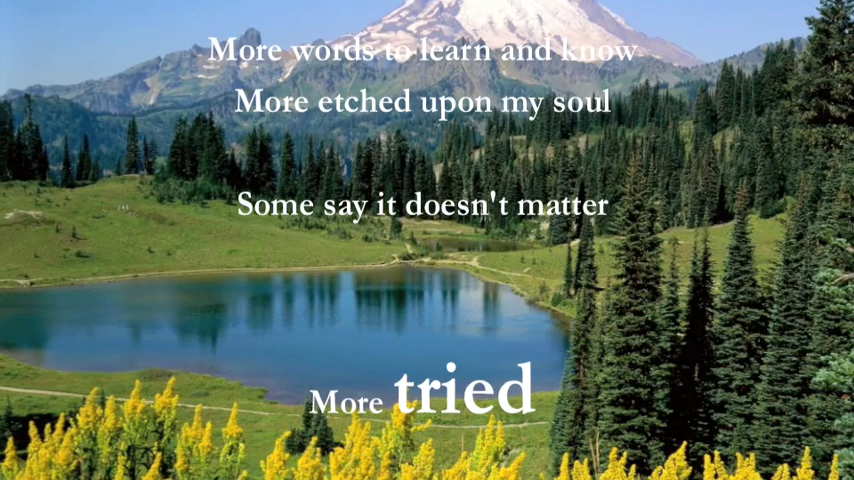 More words to learn and know
More etched upon my soul
Some say it doesn't matter
More tried